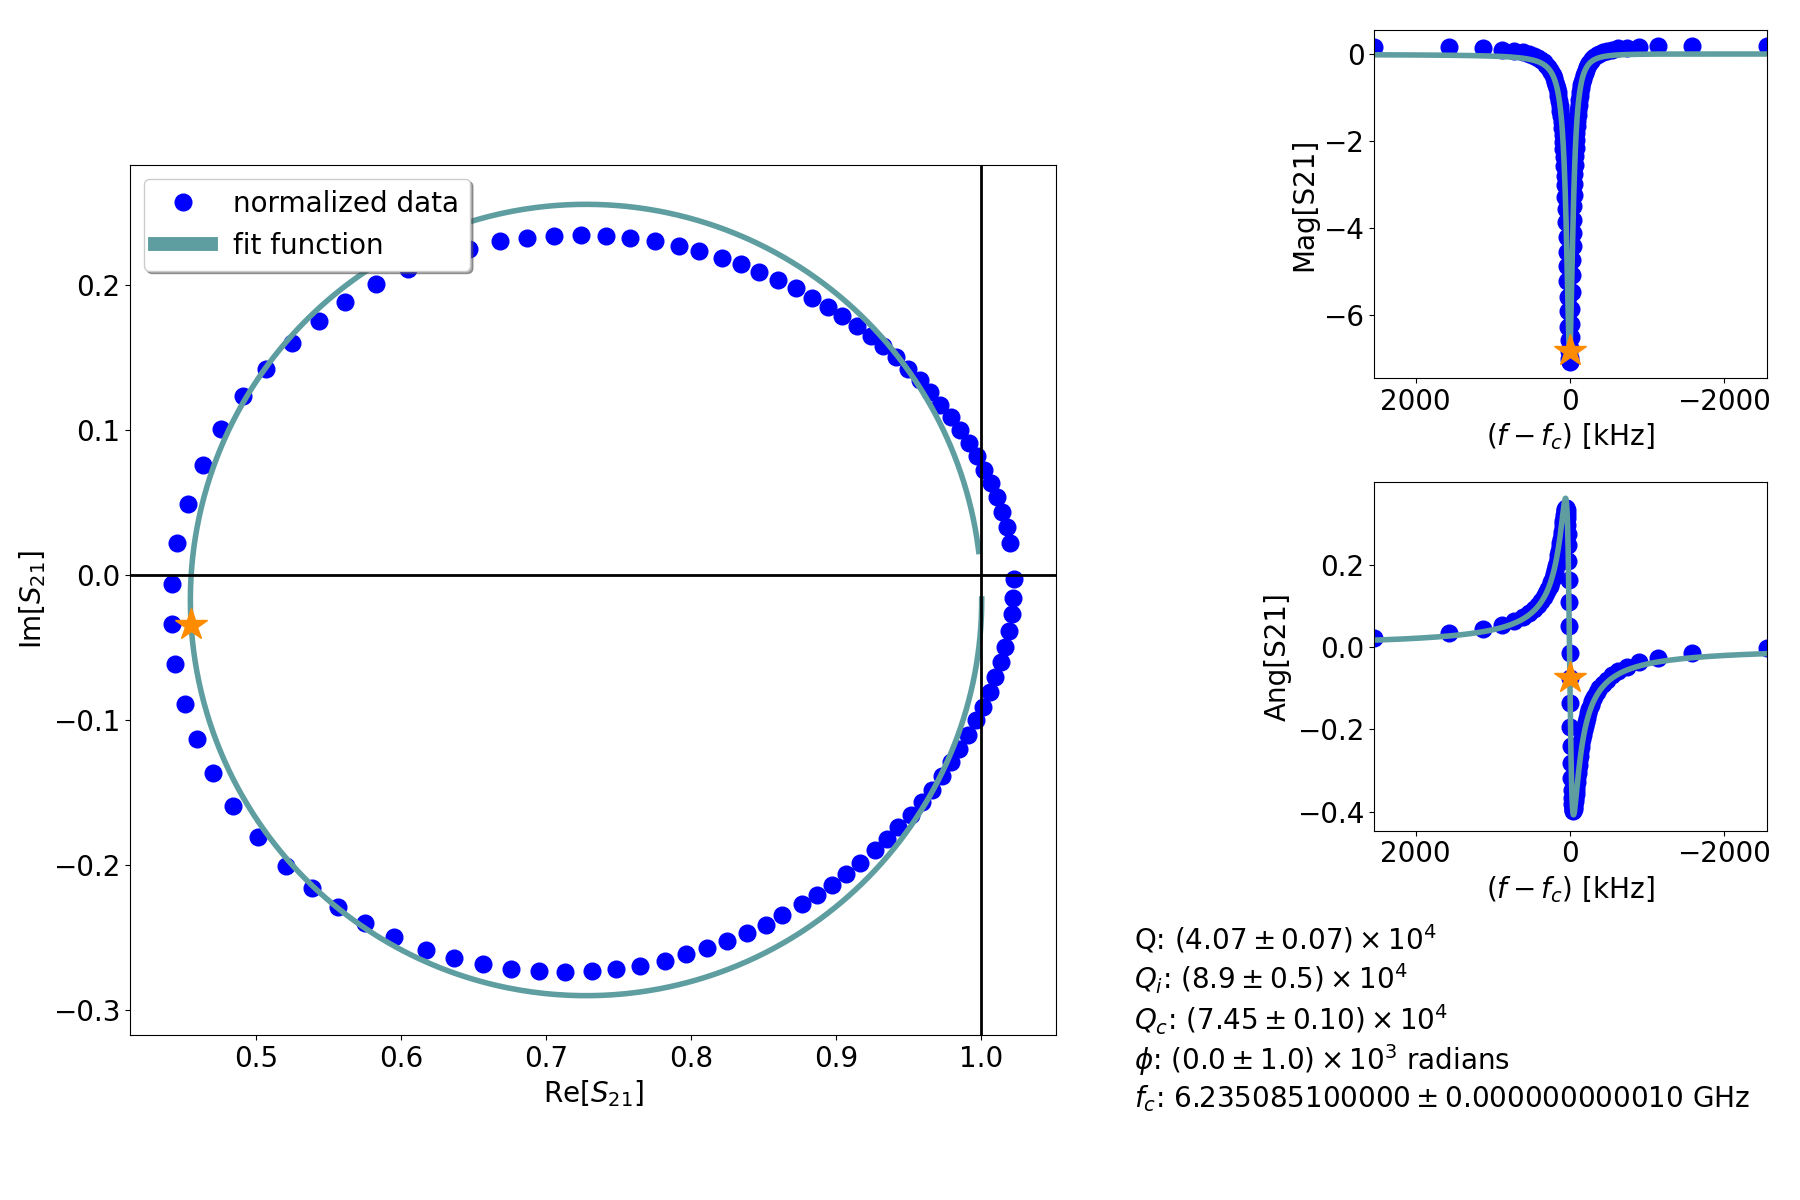 normalized data
fit function
0.2
0.1
0.0
−0.1
−0.2
−0.3
Im[S21]
0.5 0.6 0.7 0.8 0.9 1.0
Re[S21]
0
−2
−4
−6
Mag[S21]
2000 0 −2000
(f − fc) [kHz]
0.2
0.0
−0.2
−0.4
Ang[S21]
2000 0 −2000
(f − fc) [kHz]
Q: (4.07 ± 0.07) × 10^4
Qi: (8.9 ± 0.5) × 10^4
Qc: (7.45 ± 0.10) × 10^4
ϕ: (0.0 ± 1.0) × 10^3 radians
fc: 6.235085100000 ± 0.000000000010 GHz